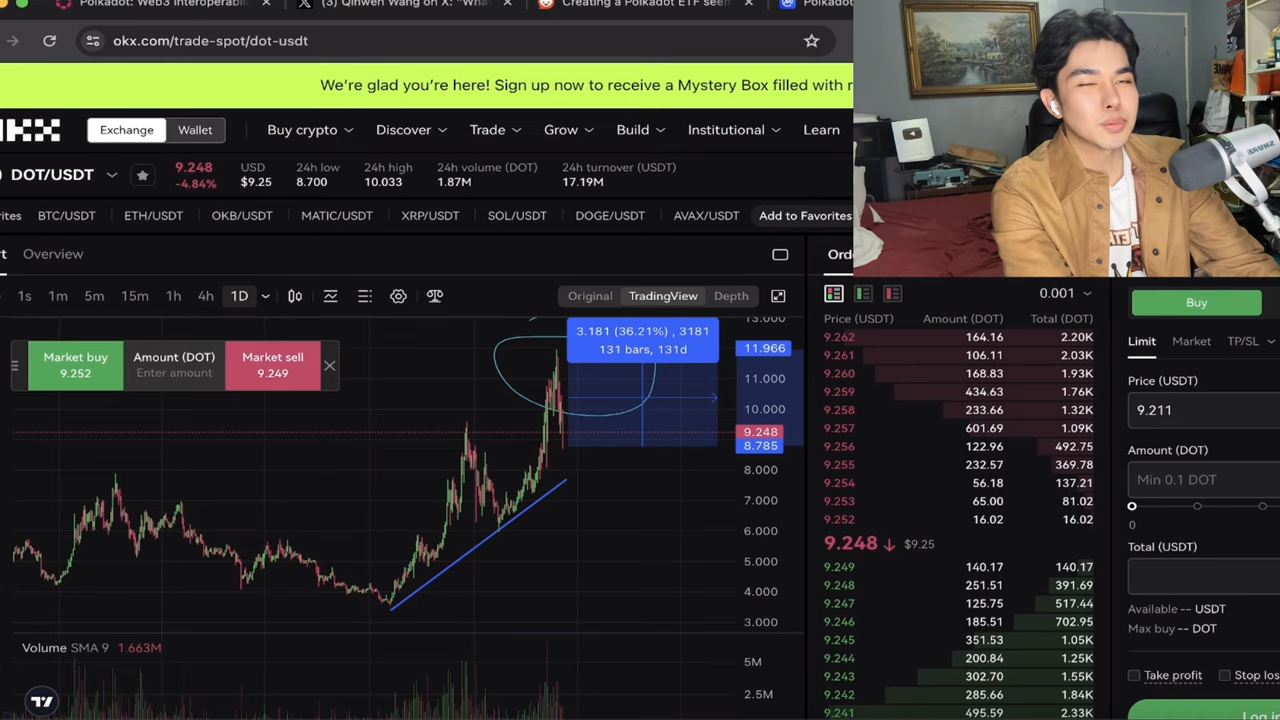 Polkadot: Web3 Interoperabili
(3) Qinwen Wang on X: "Wha
Creating a Polkadot ETF seem
Polkadot
okx.com/trade-spot/dot-usdt
We're glad you're here! Sign up now to receive a Mystery Box filled with r
Exchange Wallet Buy crypto Discover Trade Grow Build Institutional Learn
DOT/USDT
9.248
-4.84%
USD
$9.25
24h low
8.700
24h high
10.033
24h volume (DOT)
1.87M
24h turnover (USDT)
17.19M
rites BTC/USDT ETH/USDT OKB/USDT MATIC/USDT XRP/USDT SOL/USDT DOGE/USDT AVAX/USDT Add to Favorites
rt Overview
1s 1m 5m 15m 1h 4h 1D Original TradingView Depth
Market buy
9.252
Amount (DOT)
Enter amount
Market sell
9.249
3.181 (36.21%) , 3181
131 bars, 131d
13.000
11.966
11.000
10.000
9.248
8.785
8.000
7.000
6.000
5.000
4.000
3.000
Volume SMA 9 1.663M
5M
2.5M
Ord
0.001
Price (USDT) Amount (DOT) Total (DOT)
9.262 164.16 2.20K
9.261 106.11 2.03K
9.260 168.83 1.93K
9.259 434.63 1.76K
9.258 233.66 1.32K
9.257 601.69 1.09K
9.256 122.96 492.75
9.255 232.57 369.78
9.254 56.18 137.21
9.253 65.00 81.02
9.252 16.02 16.02
9.248 $9.25
9.249 140.17 140.17
9.248 251.51 391.69
9.247 125.75 517.44
9.246 185.51 702.95
9.245 351.53 1.05K
9.244 200.84 1.25K
9.243 302.70 1.55K
9.242 285.66 1.84K
9.241 495.59 2.33K
Buy
Limit Market TP/SL
Price (USDT)
9.211
Amount (DOT)
Min 0.1 DOT
0
Total (USDT)
Available -- USDT
Max buy -- DOT
Take profit Stop los
Log in
SHURE